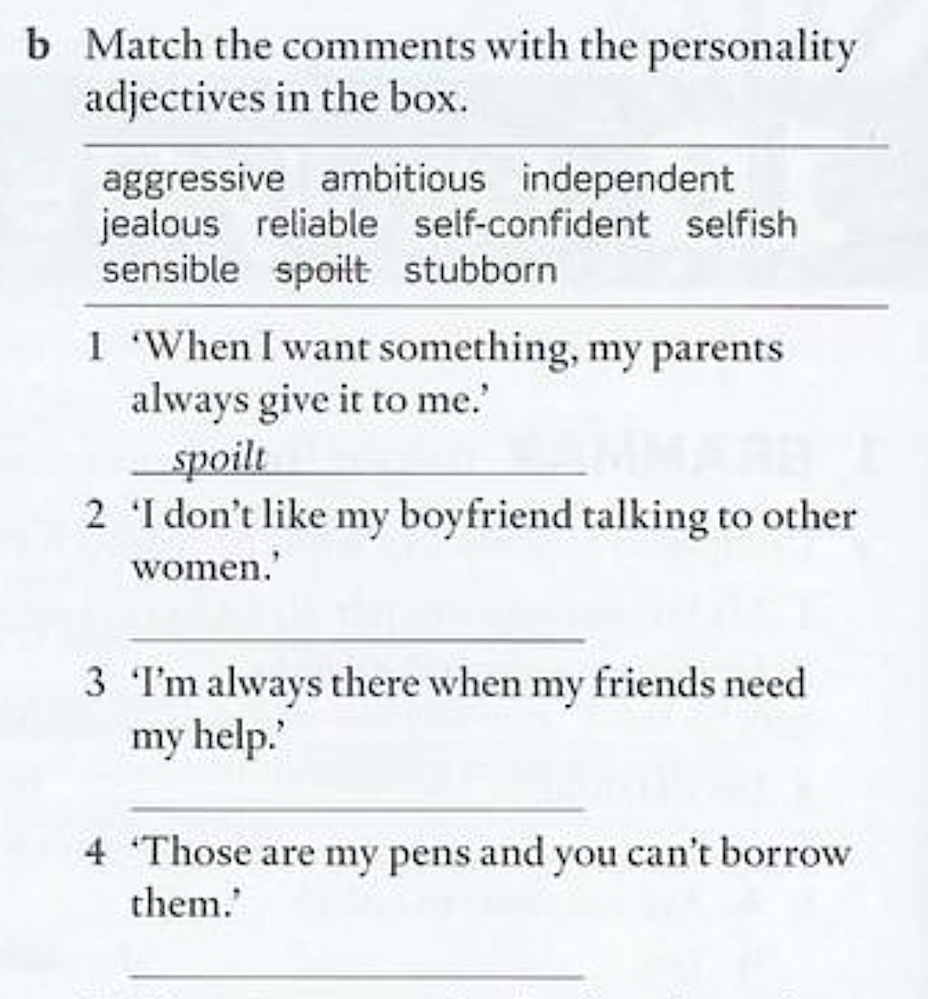 b Match the comments with the personality
adjectives in the box.
aggressive ambitious independent
jealous reliable self-confident selfish
sensible spoilt stubborn
1 ‘When I want something, my parents
always give it to me.’
spoilt
2 ‘I don’t like my boyfriend talking to other
women.’
3 ‘I’m always there when my friends need
my help.’
4 ‘Those are my pens and you can’t borrow
them.’